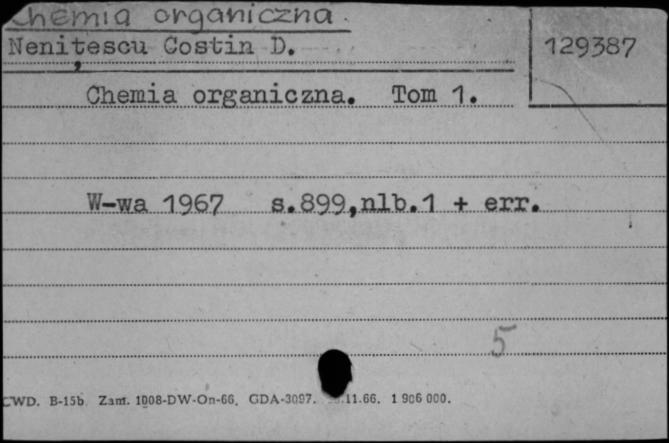 Chemia organiczna.
Nenițescu Costin D.
129387
Chemia organiczna. Tom 1.
W-wa 1967 s.899,nlb.1 + err.
5
CWD. B-15b Zam. 1008-DW-On-66. GDA-3097. .11.66. 1 906 000.